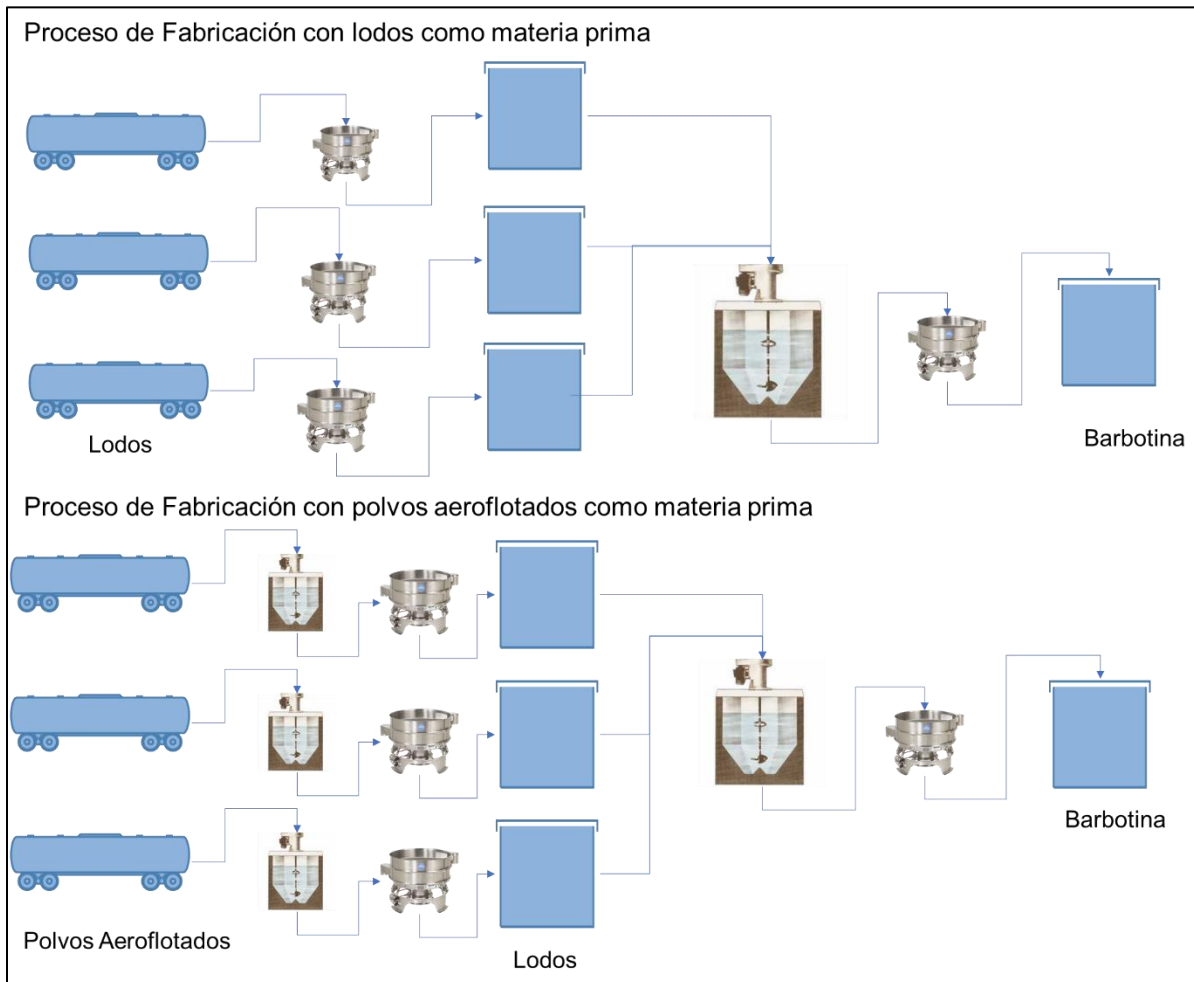 Proceso de Fabricación con lodos como materia prima
Lodos
Barbotina
Proceso de Fabricación con polvos aeroflotados como materia prima
Barbotina
Polvos Aeroflotados
Lodos